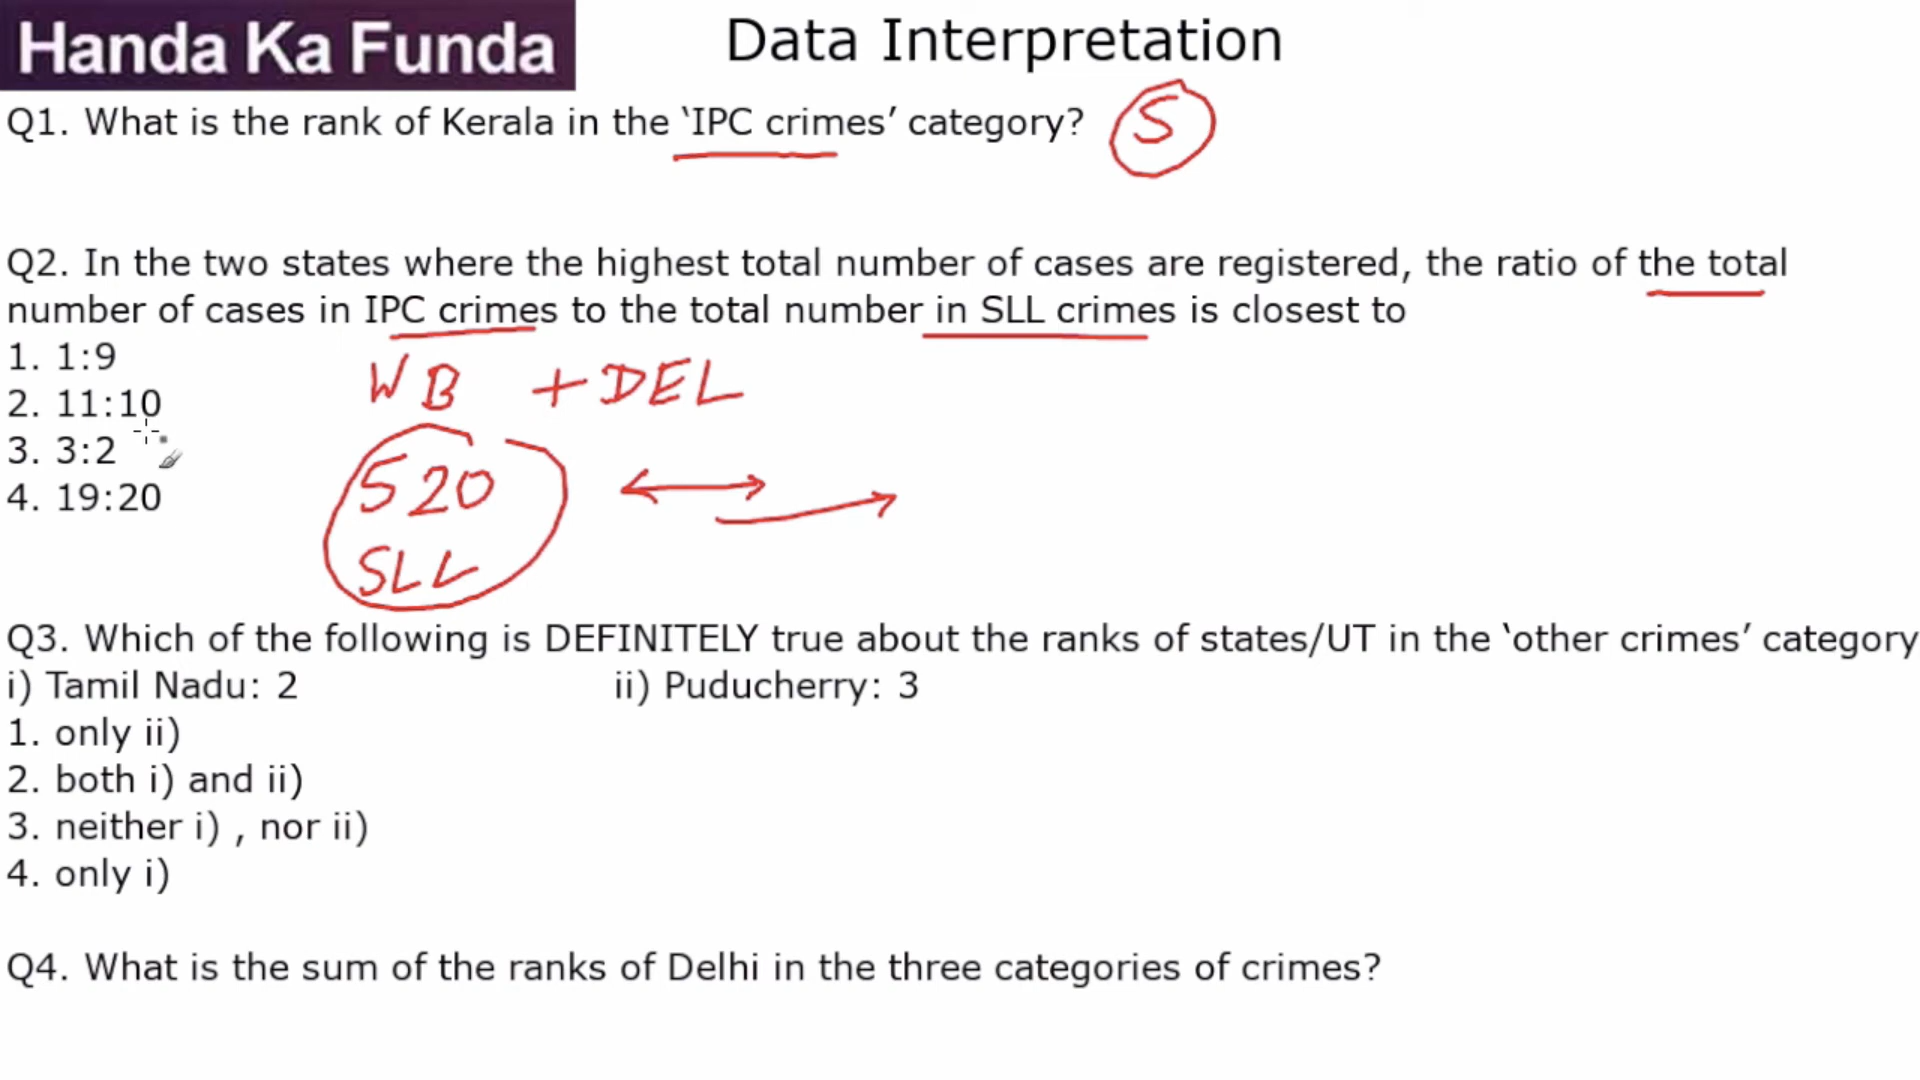 Handa Ka Funda
Data Interpretation
Q1. What is the rank of Kerala in the ‘IPC crimes’ category? 5
Q2. In the two states where the highest total number of cases are registered, the ratio of the total
number of cases in IPC crimes to the total number in SLL crimes is closest to
1. 1:9
WB + DEL
2. 11:10
3. 3:2
520
4. 19:20
SLL
Q3. Which of the following is DEFINITELY true about the ranks of states/UT in the ‘other crimes’ category
i) Tamil Nadu: 2 ii) Puducherry: 3
1. only ii)
2. both i) and ii)
3. neither i) , nor ii)
4. only i)
Q4. What is the sum of the ranks of Delhi in the three categories of crimes?